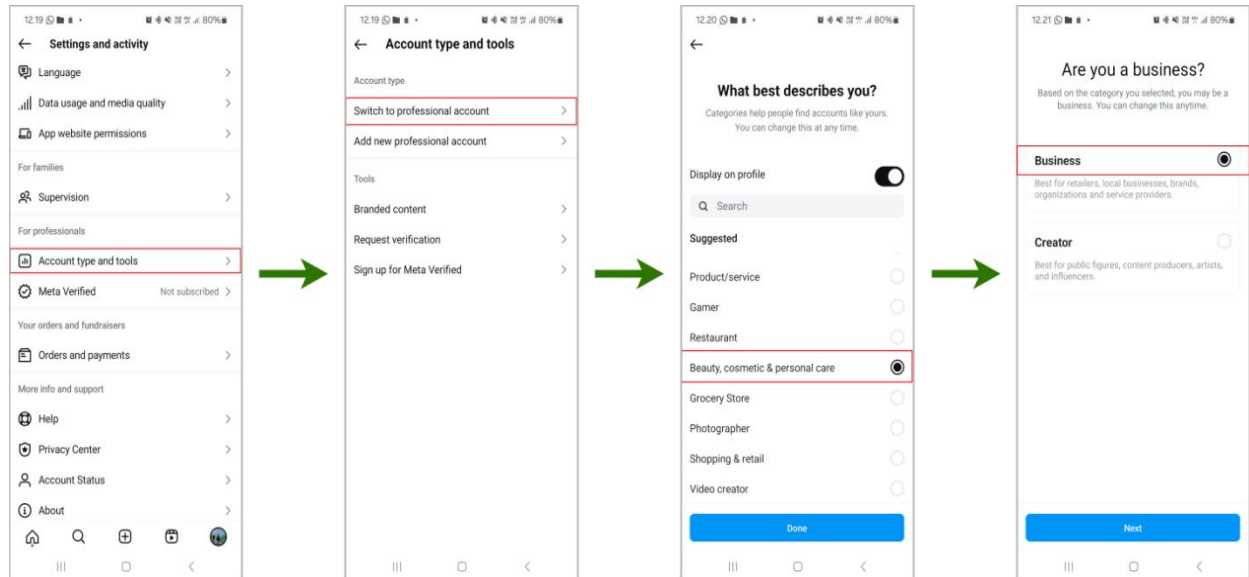 12.19
80%
Settings and activity
Language
Data usage and media quality
App website permissions
For families
Supervision
For professionals
Account type and tools
Meta Verified Not subscribed
Your orders and fundraisers
Orders and payments
More info and support
Help
Privacy Center
Account Status
About
12.19
80%
Account type and tools
Account type
Switch to professional account
Add new professional account
Tools
Branded content
Request verification
Sign up for Meta Verified
12.20
80%
What best describes you?
Categories help people find accounts like yours.
You can change this at any time.
Display on profile
Search
Suggested
Product/service
Gamer
Restaurant
Beauty, cosmetic & personal care
Grocery Store
Photographer
Shopping & retail
Video creator
Done
12.21
80%
Are you a business?
Based on the category you selected, you may be a
business. You can change this anytime.
Business
Best for retailers, local businesses, brands,
organizations and service providers.
Creator
Best for public figures, content producers, artists,
and influencers.
Next